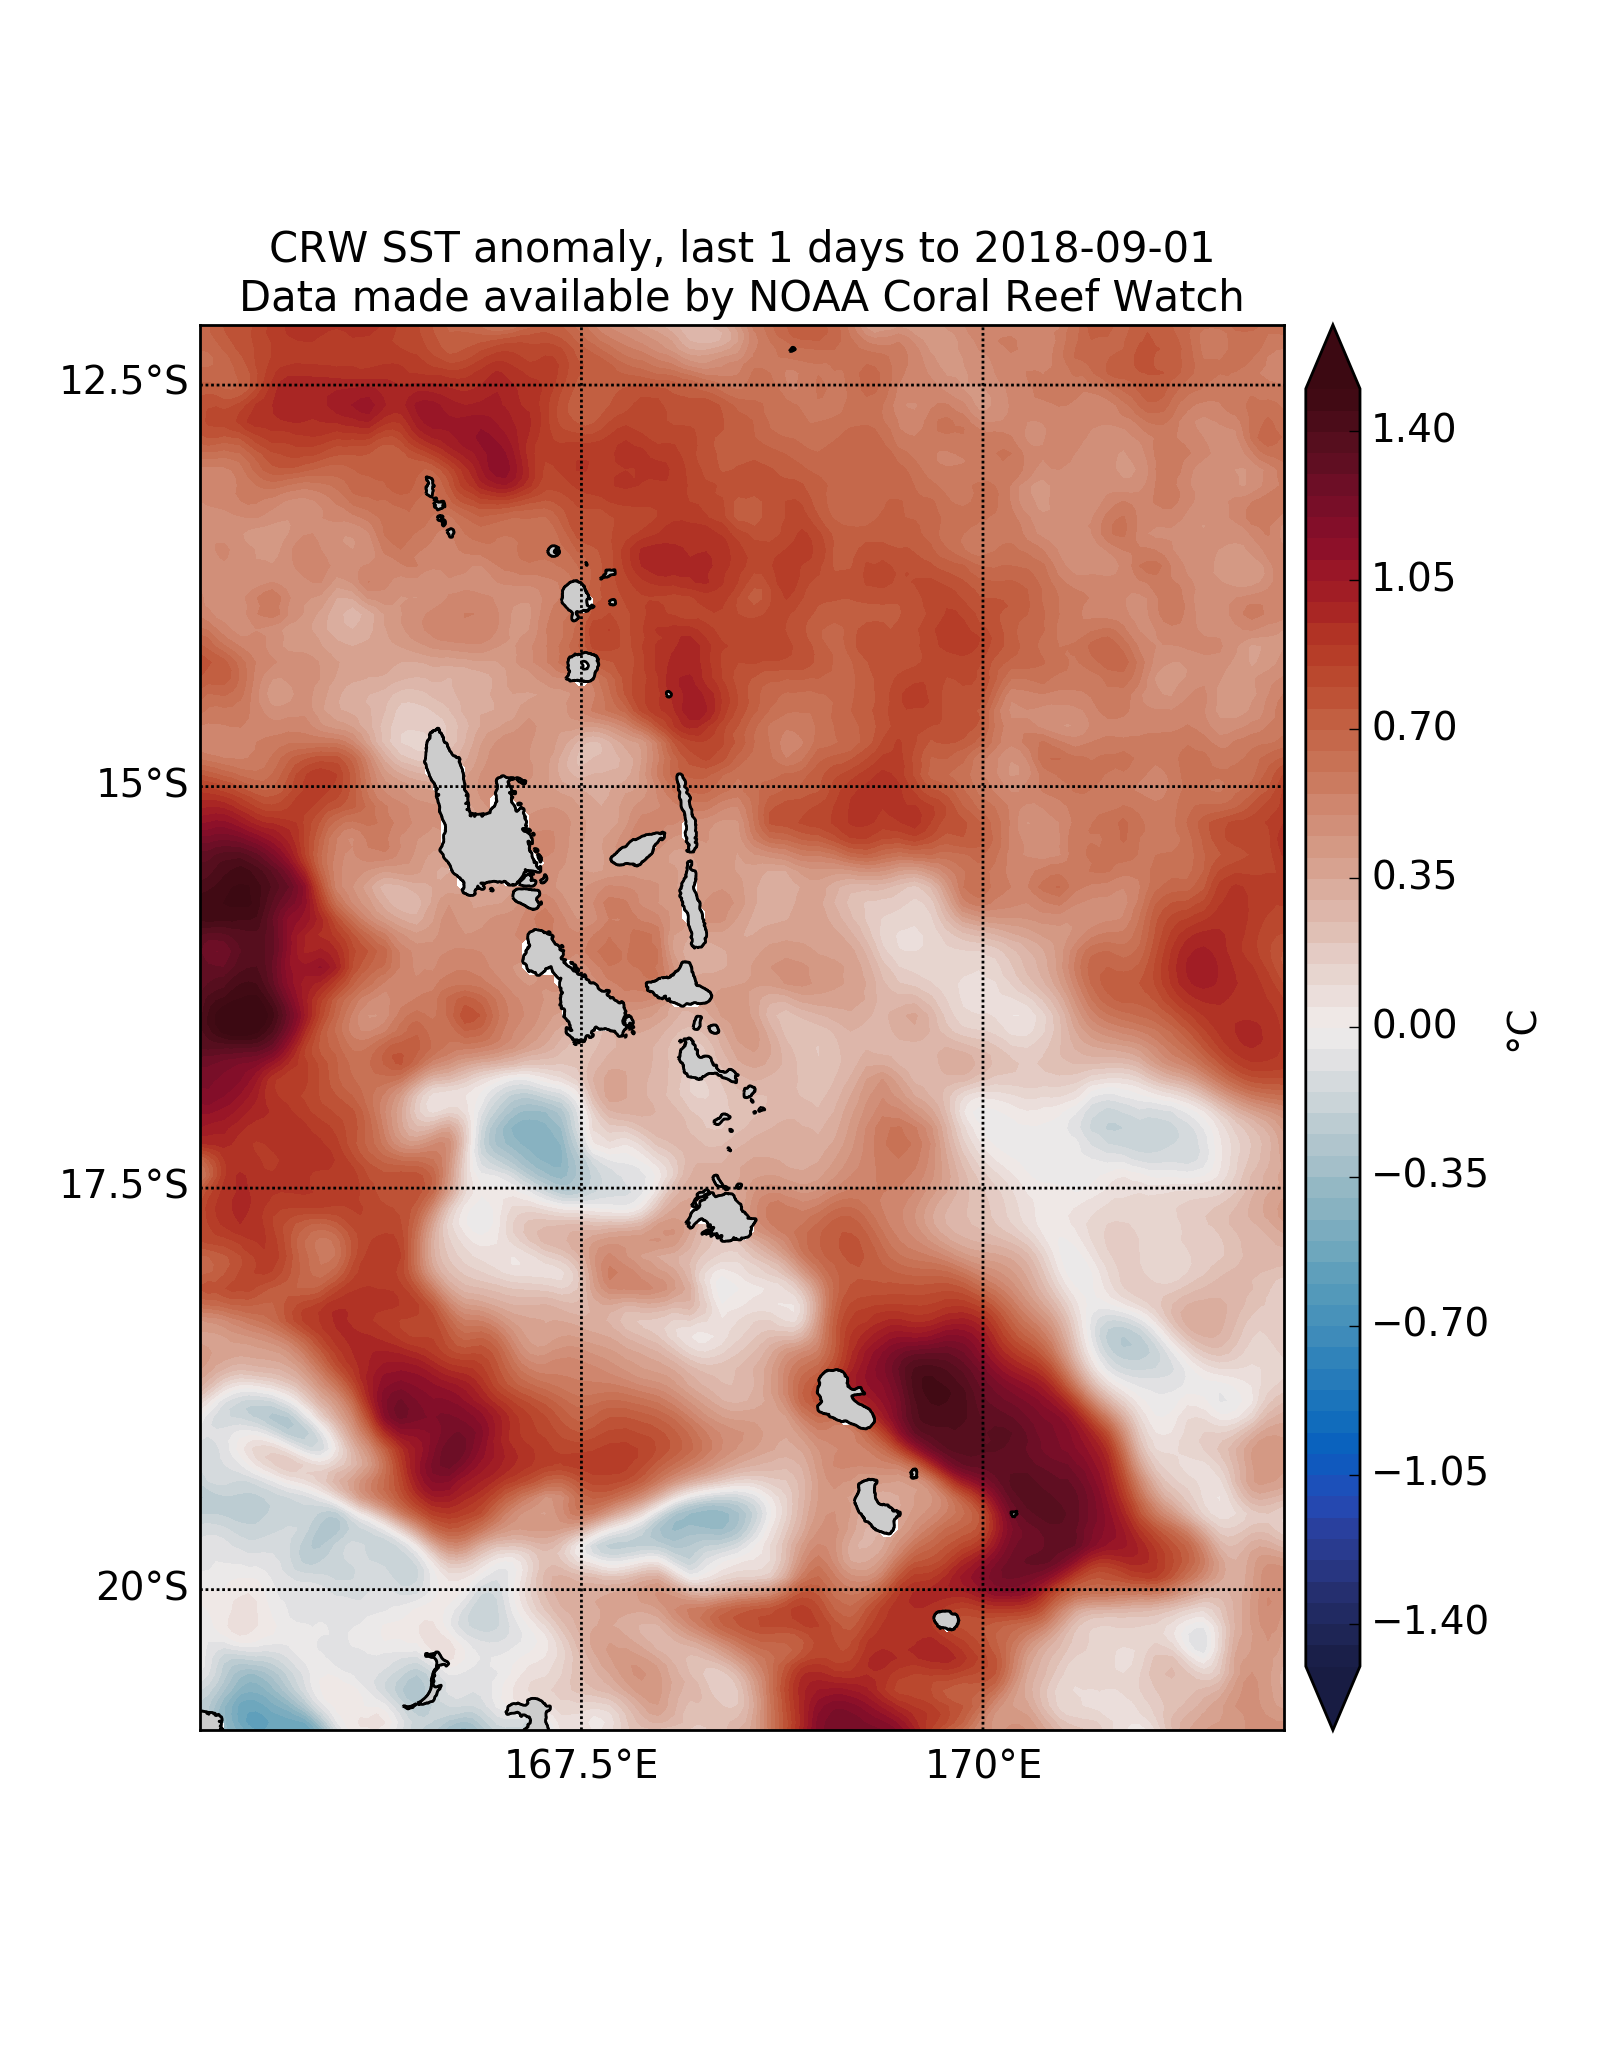 CRW SST anomaly, last 1 days to 2018-09-01
Data made available by NOAA Coral Reef Watch
12.5°S
15°S
17.5°S
20°S
167.5°E
170°E
1.40
1.05
0.70
0.35
0.00
−0.35
−0.70
−1.05
−1.40
°C